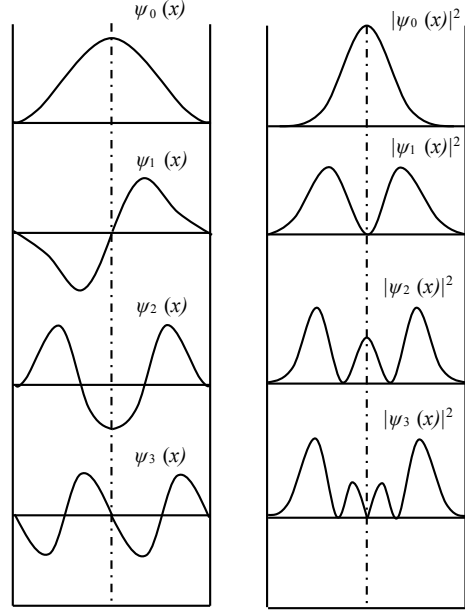 ψ₀ (x)
ψ₁ (x)
ψ₂ (x)
ψ₃ (x)
|ψ₀ (x)|²
|ψ₁ (x)|²
|ψ₂ (x)|²
|ψ₃ (x)|²